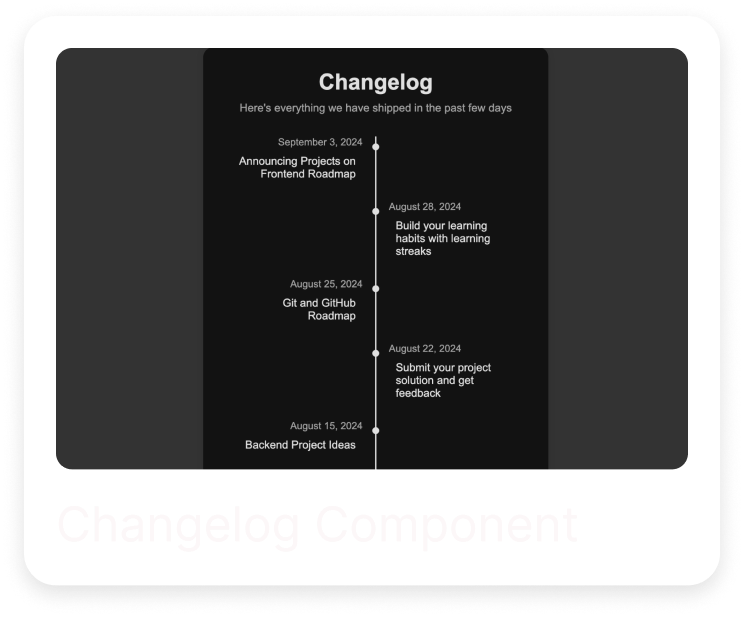 Changelog
Here's everything we have shipped in the past few days
September 3, 2024
Announcing Projects on
Frontend Roadmap
August 28, 2024
Build your learning
habits with learning
streaks
August 25, 2024
Git and GitHub
Roadmap
August 22, 2024
Submit your project
solution and get
feedback
August 15, 2024
Backend Project Ideas
Changelog Component